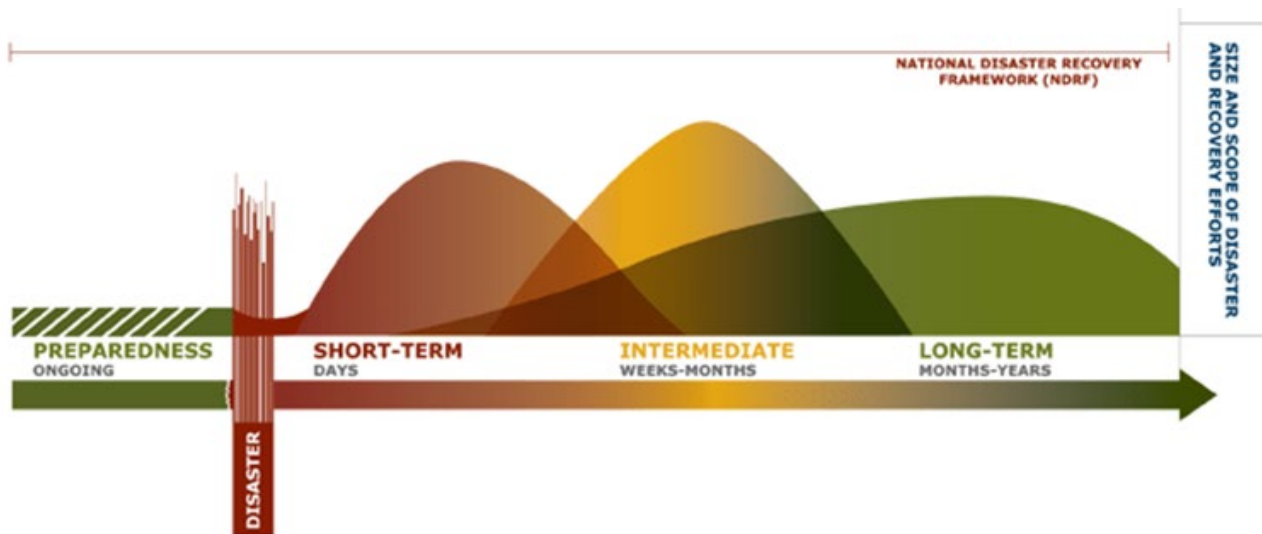 NATIONAL DISASTER RECOVERY
FRAMEWORK (NDRF)
SIZE AND SCOPE OF DISASTER
AND RECOVERY EFFORTS
PREPAREDNESS
ONGOING
SHORT-TERM
DAYS
INTERMEDIATE
WEEKS-MONTHS
LONG-TERM
MONTHS-YEARS
DISASTER